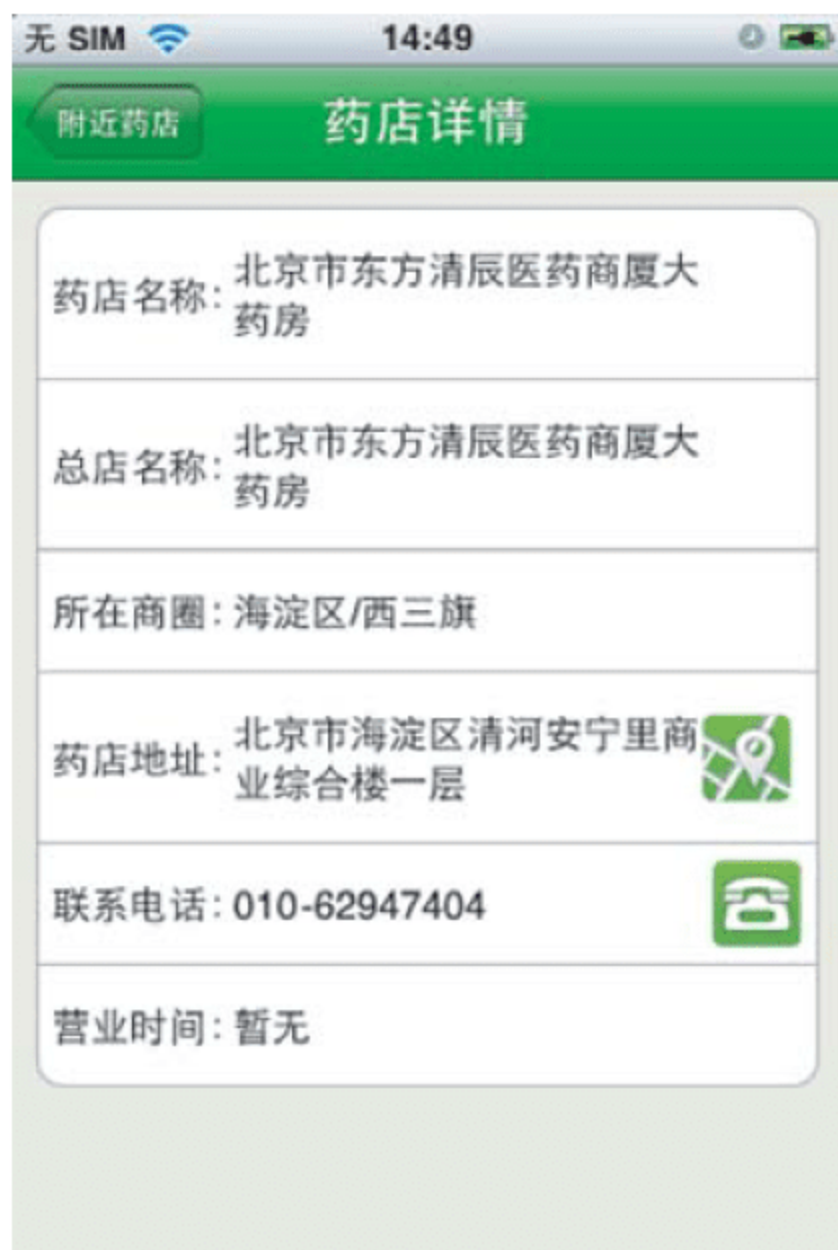 无 SIM 14:49
附近药店 药店详情
药店名称: 北京市东方清辰医药商厦大
药房
总店名称: 北京市东方清辰医药商厦大
药房
所在商圈: 海淀区/西三旗
药店地址: 北京市海淀区清河安宁里商
业综合楼一层
联系电话: 010-62947404
营业时间: 暂无